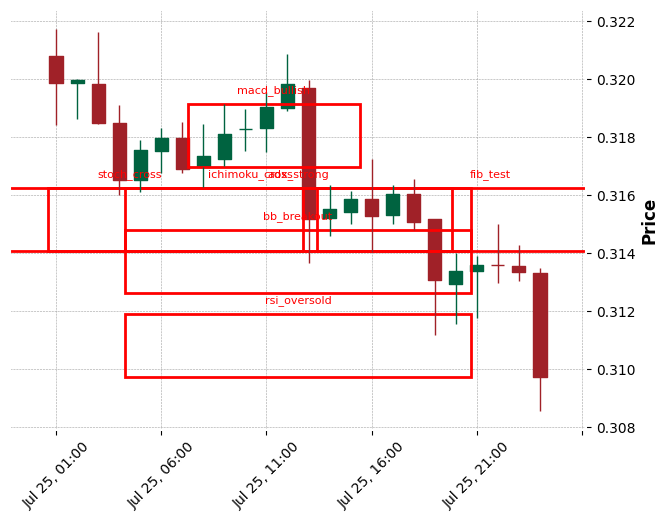 0.322
0.320
macd_bullish
0.318
stoch_cross
ichimoku_cross
adx_strong
fib_test
0.316
bb_breakout
0.314
rsi_oversold
0.312
0.310
0.308
Price
Jul 25, 01:00
Jul 25, 06:00
Jul 25, 11:00
Jul 25, 16:00
Jul 25, 21:00